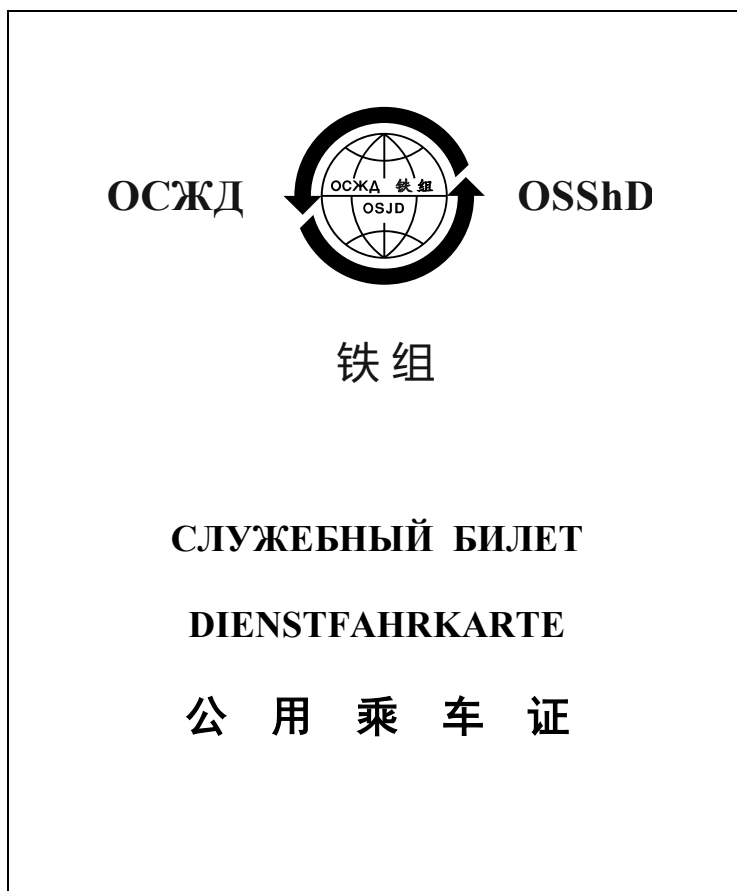 ОСЖД
ОСЖД 铁组
OSJD
OSShD
铁组
СЛУЖЕБНЫЙ БИЛЕТ
DIENSTFAHRKARTE
公用乘车证